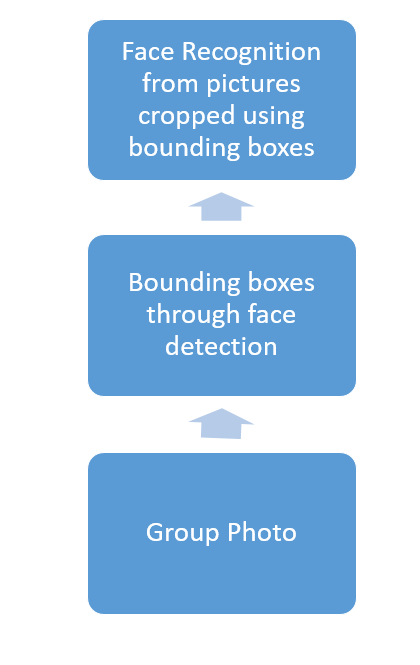 Face Recognition
from pictures
cropped using
bounding boxes
Bounding boxes
through face
detection
Group Photo